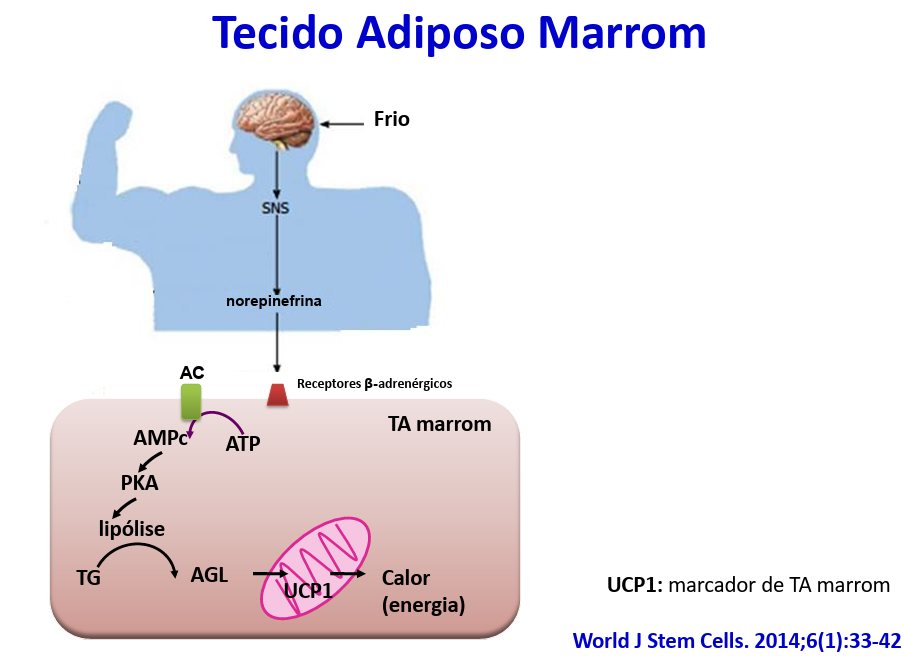 Tecido Adiposo Marrom
Frio
SNS
norepinefrina
AC
Receptores β-adrenérgicos
TA marrom
AMPc
ATP
PKA
lipólise
TG
AGL
UCP1
Calor
(energia)
UCP1: marcador de TA marrom
World J Stem Cells. 2014;6(1):33-42